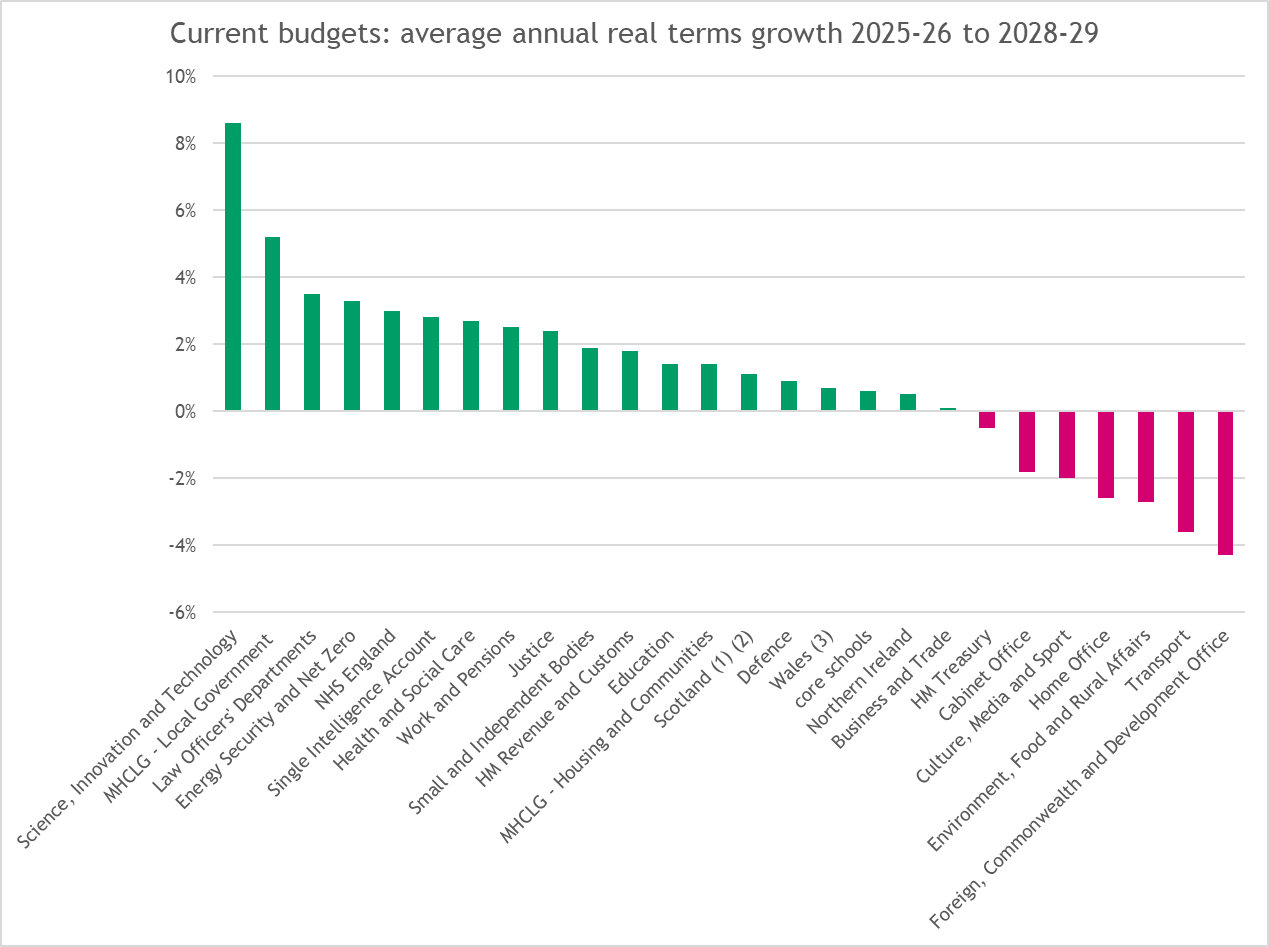 Current budgets: average annual real terms growth 2025-26 to 2028-29
10%
8%
6%
4%
2%
0%
-2%
-4%
-6%
Science, Innovation and Technology
MHCLG - Local Government
Law Officers' Departments
Energy Security and Net Zero
NHS England
Single Intelligence Account
Health and Social Care
Work and Pensions
Justice
Small and Independent Bodies
HM Revenue and Customs
Education
MHCLG - Housing and Communities
Scotland (1) (2)
Defence
Wales (3)
core schools
Northern Ireland
Business and Trade
HM Treasury
Cabinet Office
Culture, Media and Sport
Home Office
Environment, Food and Rural Affairs
Transport
Foreign, Commonwealth and Development Office